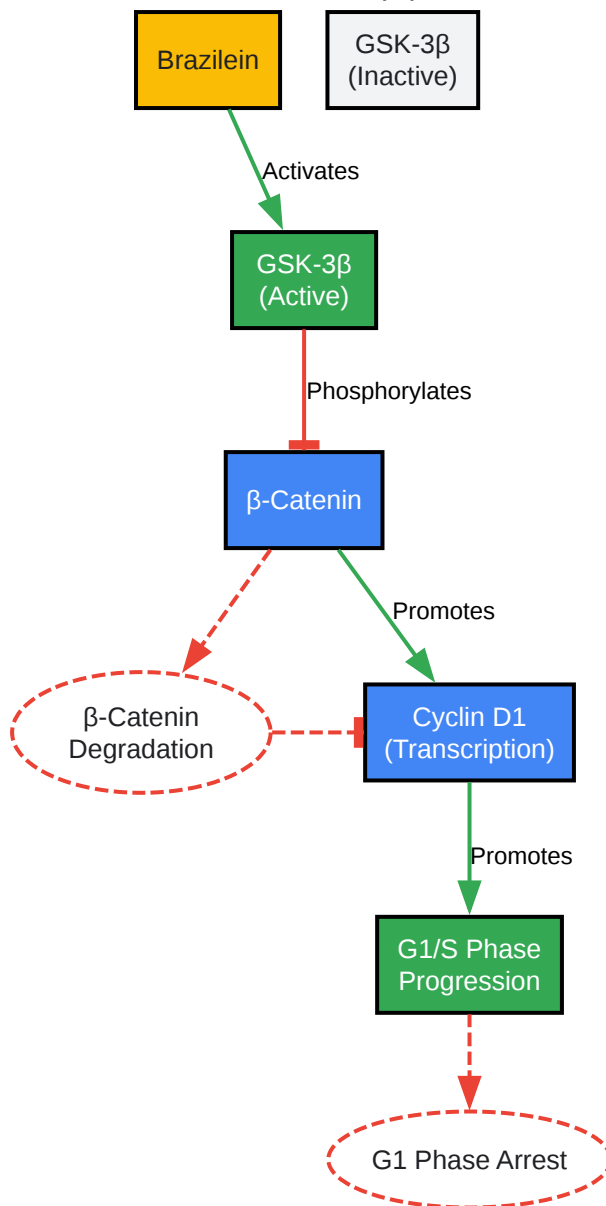 Brazilein
GSK-3β
(Inactive)
Activates
GSK-3β
(Active)
Phosphorylates
β-Catenin
Promotes
β-Catenin
Degradation
Cyclin D1
(Transcription)
Promotes
G1/S Phase
Progression
G1 Phase Arrest